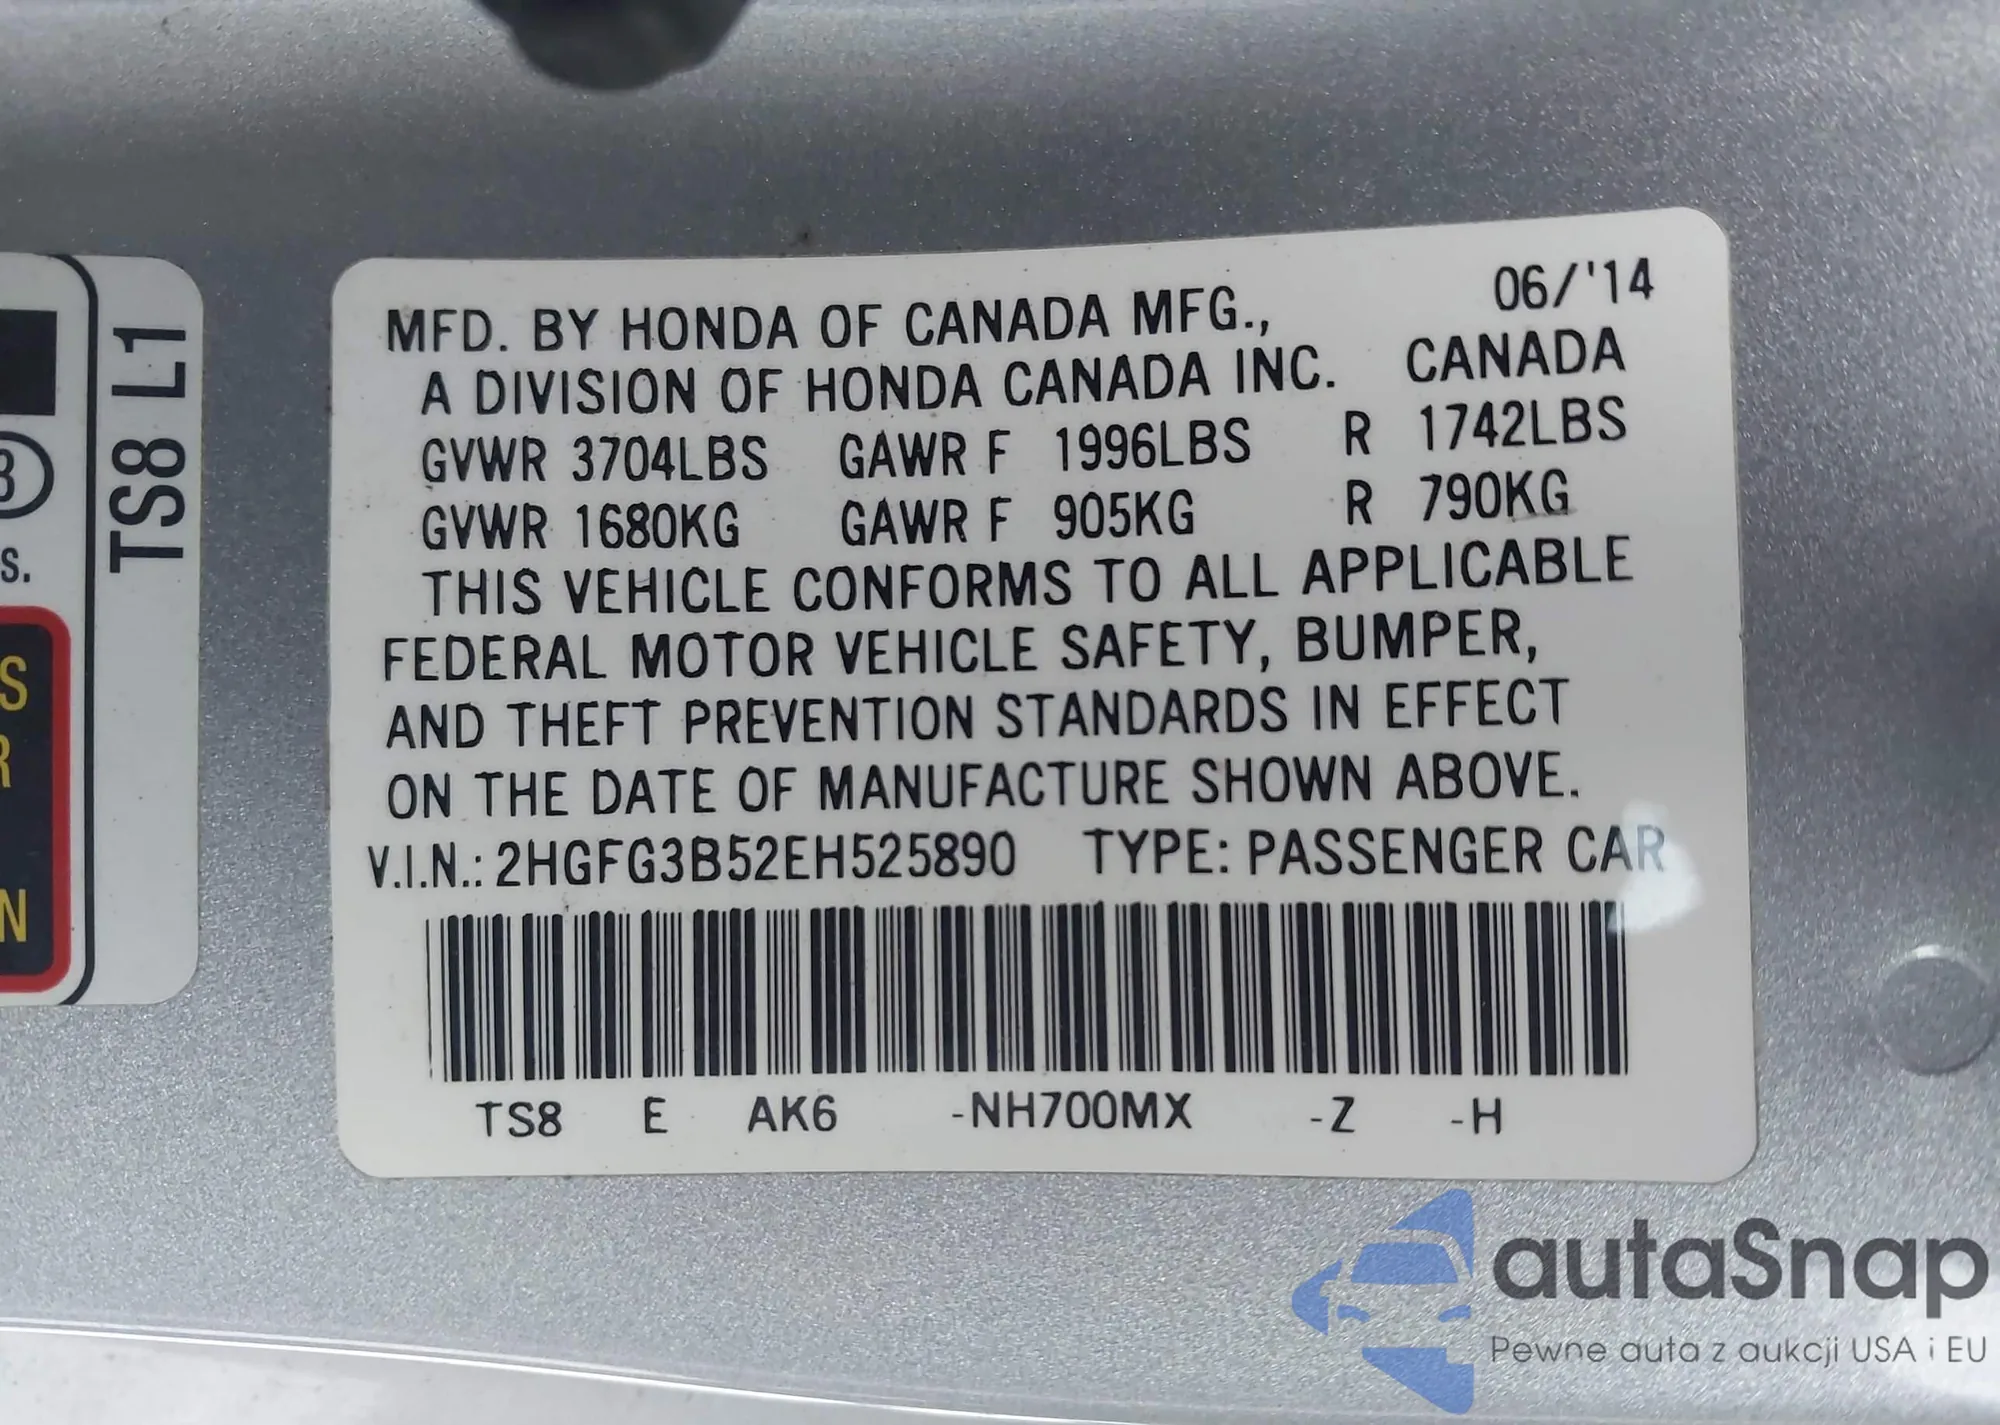 06/'14
MFD. BY HONDA OF CANADA MFG.,
A DIVISION OF HONDA CANADA INC. CANADA
GVWR 3704LBS GAWR F 1996LBS R 1742LBS
GVWR 1680KG GAWR F 905KG R 790KG
THIS VEHICLE CONFORMS TO ALL APPLICABLE
FEDERAL MOTOR VEHICLE SAFETY, BUMPER,
AND THEFT PREVENTION STANDARDS IN EFFECT
ON THE DATE OF MANUFACTURE SHOWN ABOVE.
V.I.N.: 2HGFG3B52EH525890 TYPE: PASSENGER CAR
TS8 E AK6 -NH700MX -Z -H
TS8 L1
S.
S
R
N
autaSnap
Pewne auta z aukcji USA i EU